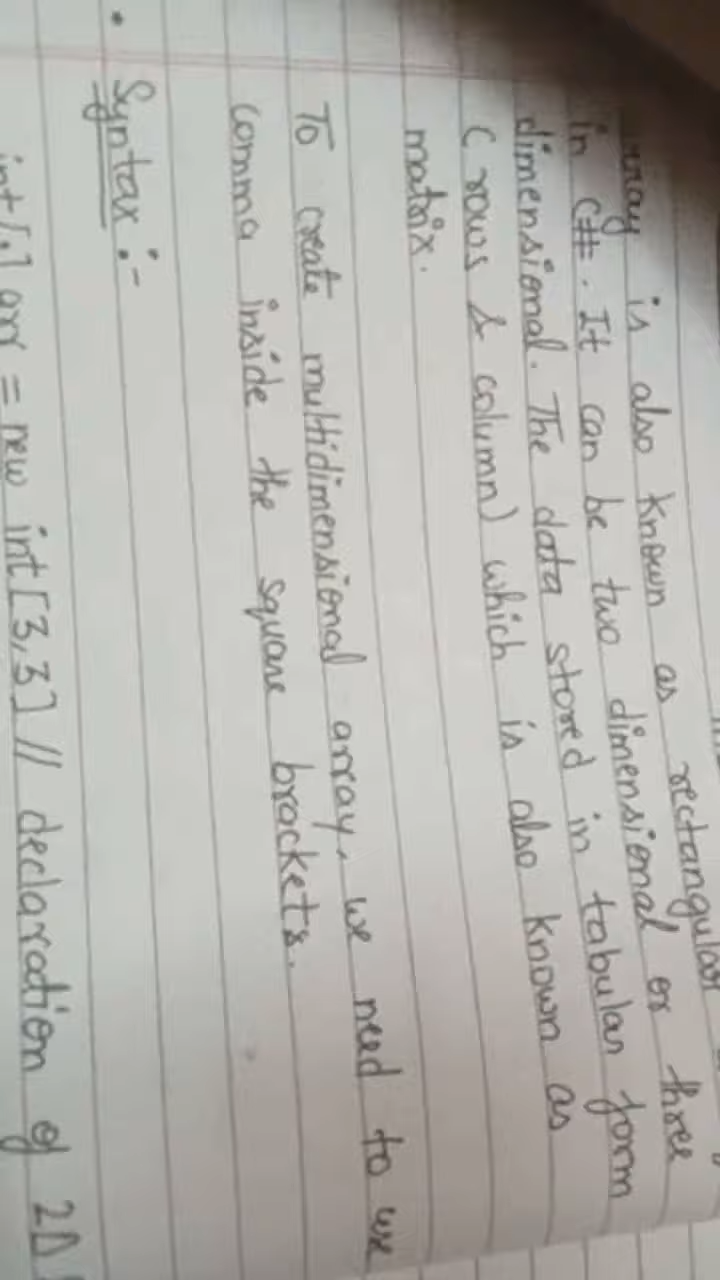 is also known as rectangular
in C#. It can be two dimensional or three
dimensional. The data stored in tabular form
(rows & column) which is also known as
matrix.
To create multidimensional array, we need to use
comma inside the square brackets.
• Syntax :-
int[,] arr = new int[3,3] // declaration of 2D